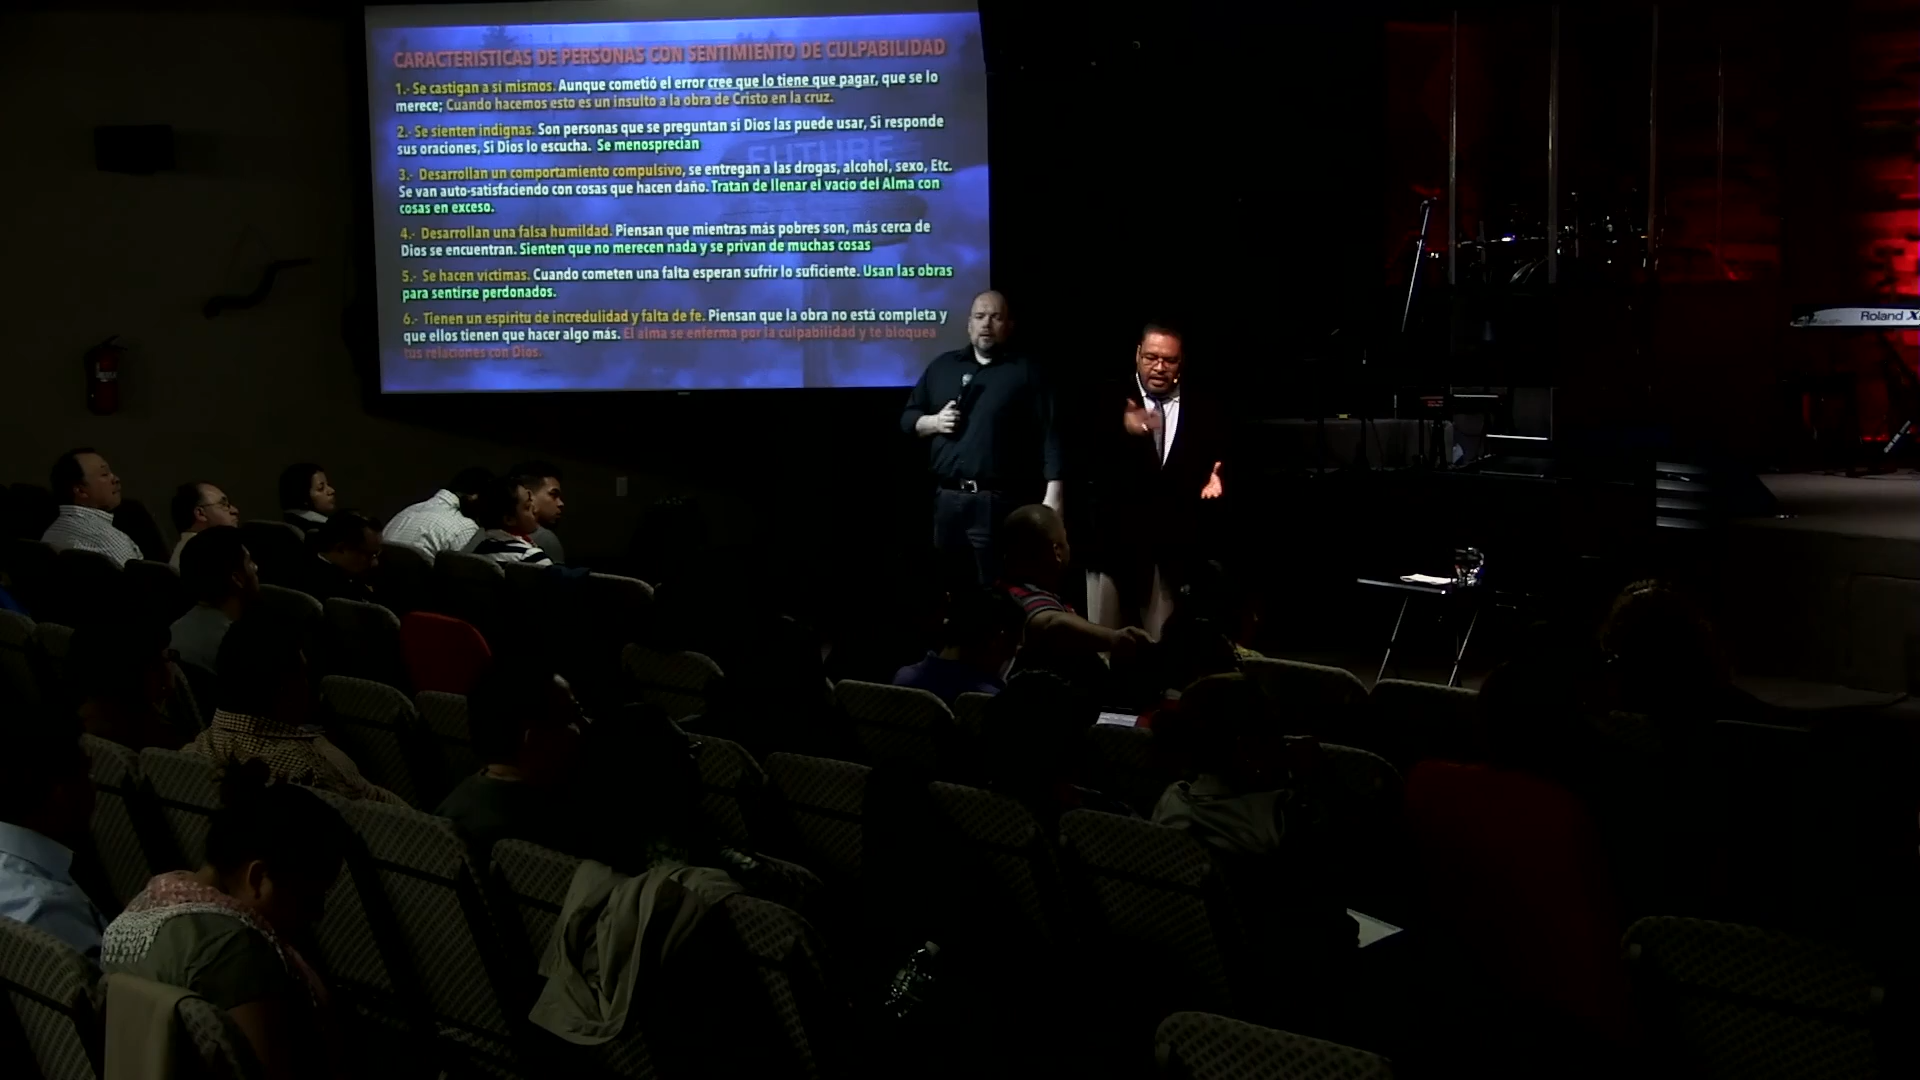 CARACTERISTICAS DE PERSONAS CON SENTIMIENTO DE CULPABILIDAD
1.- Se castigan a si mismos. Aunque cometió el error cree que lo tiene que pagar, que se lo
merece; Cuando hacemos esto es un insulto a la obra de Cristo en la cruz.
2.- Se sienten indignas. Son personas que se preguntan si Dios las puede usar, Si responde
sus oraciones, Si Dios lo escucha. Se menosprecian
3.- Desarrollan un comportamiento compulsivo, se entregan a las drogas, alcohol, sexo, Etc.
Se van auto-satisfaciendo con cosas que hacen daño. Tratan de llenar el vacio del Alma con
cosas en exceso.
4.- Desarrollan una falsa humildad. Piensan que mientras más pobres son, más cerca de
Dios se encuentran. Sienten que no merecen nada y se privan de muchas cosas
5.- Se hacen victimas. Cuando cometen una falta esperan sufrir lo suficiente. Usan las obras
para sentirse perdonados.
6.- Tienen un espiritu de incredulidad y falta de fe. Piensan que la obra no está completa y
que ellos tienen que hacer algo más. El alma se enferma por la culpabilidad y te bloquea
tus relaciones con Dios.
FUTURE
Roland